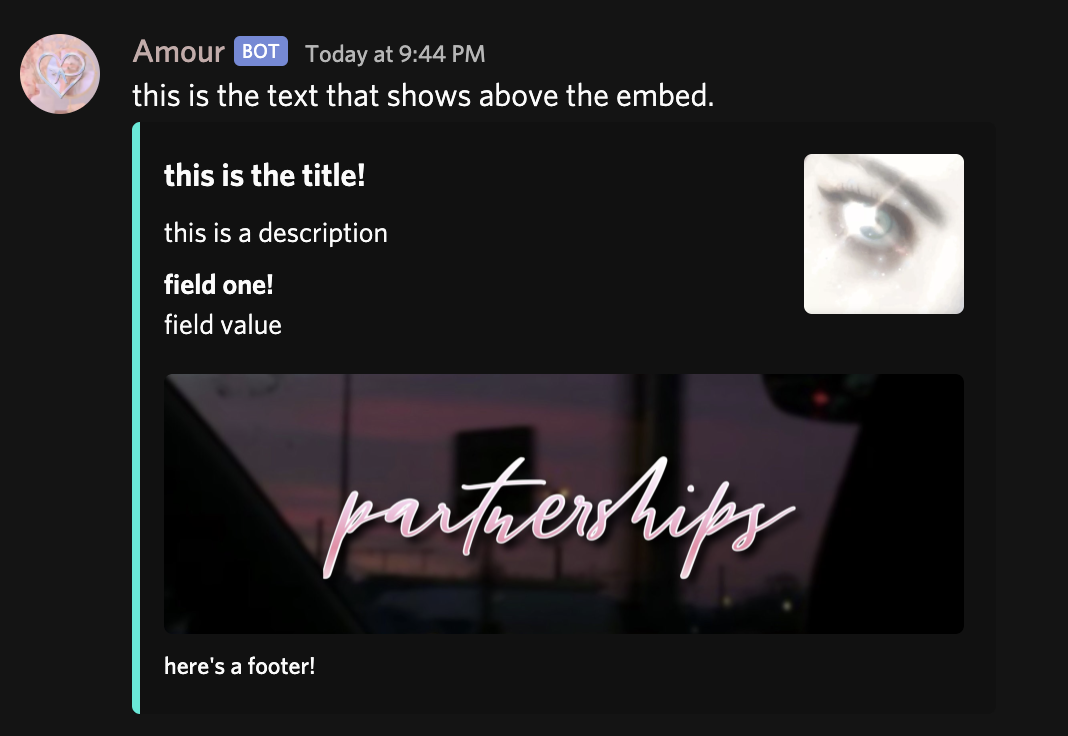 Amour BOT Today at 9:44 PM
this is the text that shows above the embed.
this is the title!
this is a description
field one!
field value
partnerships
here's a footer!